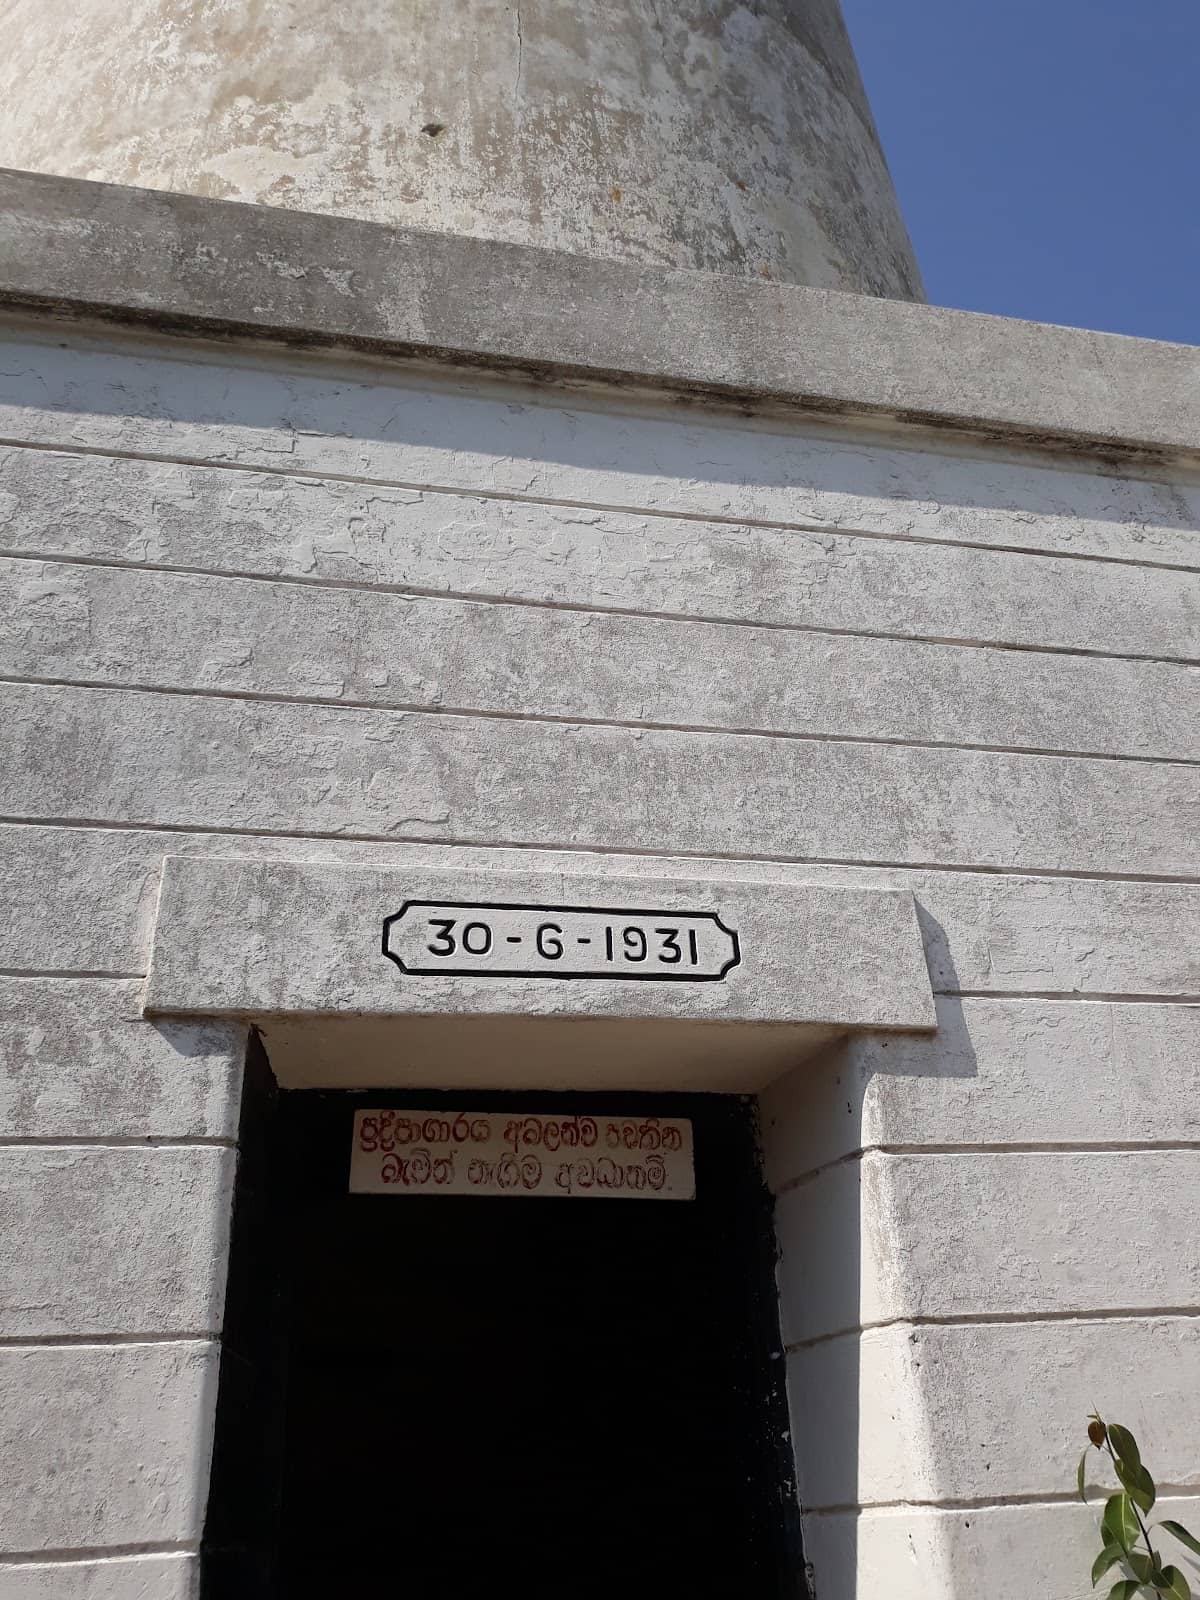 30-6-1931
ප්‍රදීපාගාරය අබලන්ව පවතින
බැවින් නැගීම අවධානම්.